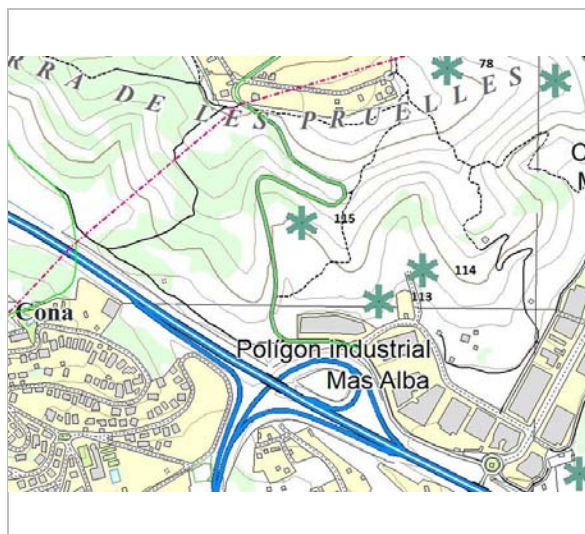 78
RRA DE LES PRUELLES
115
114
113
Cona
Polígon industrial
Mas Alba